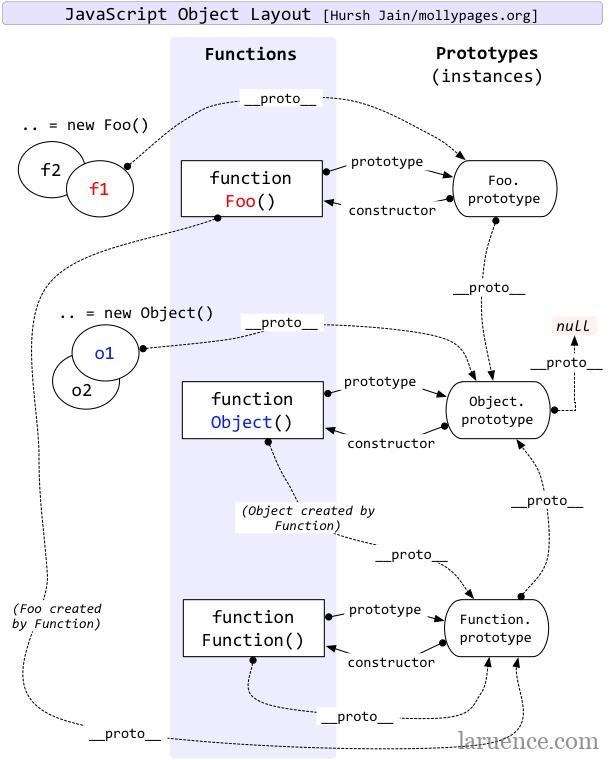 JavaScript Object Layout [Hursh Jain/mollypages.org]
Functions
Prototypes
(instances)
__proto__
.. = new Foo()
f2
f1
function
Foo()
prototype
constructor
Foo.
prototype
__proto__
.. = new Object()
o1
o2
__proto__
null
__proto__
function
Object()
prototype
constructor
Object.
prototype
(Object created by
Function)
__proto__
__proto__
(Foo created
by Function)
function
Function()
prototype
constructor
Function.
prototype
__proto__
__proto__
laruence.com